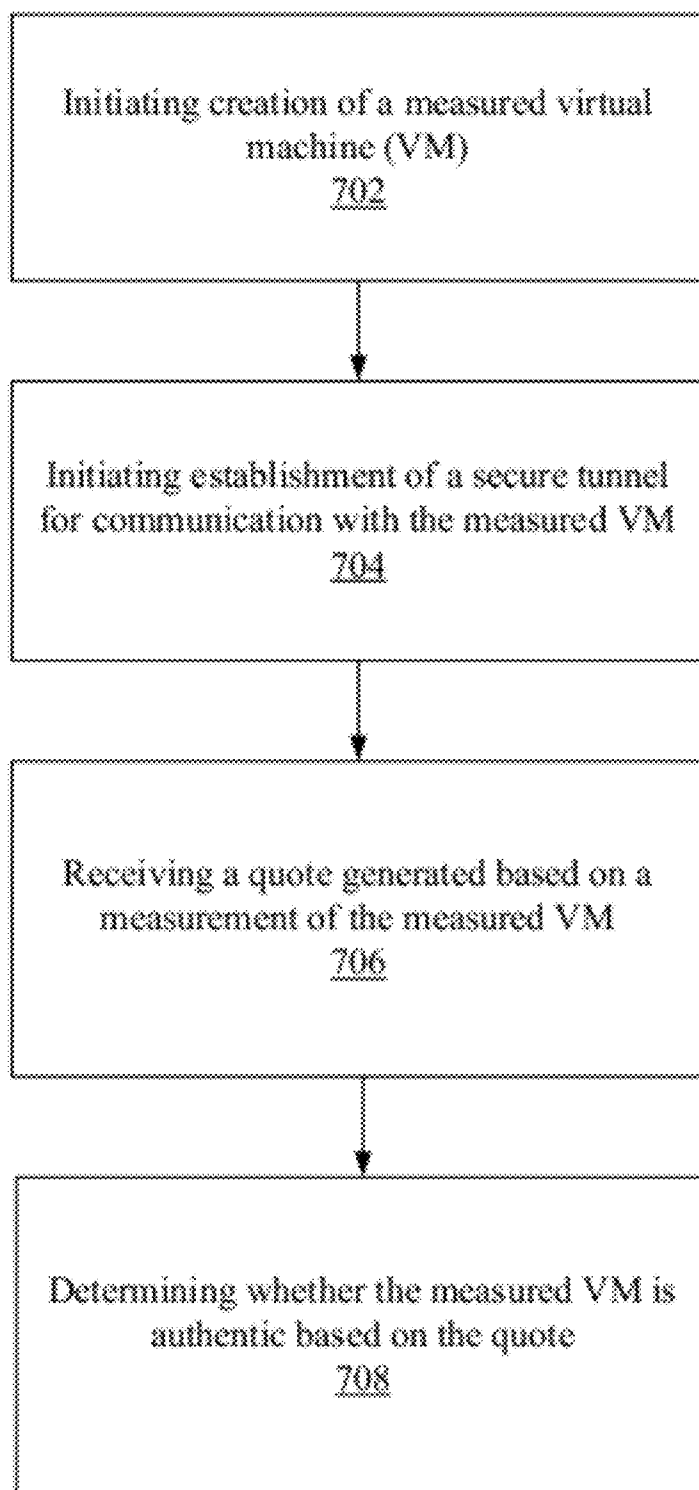 Initiating creation of a measured virtual
machine (VM)
702
Initiating establishment of a secure tunnel
for communication with the measured VM
704
Receiving a quote generated based on a
measurement of the measured VM
706
Determining whether the measured VM is
authentic based on the quote
708